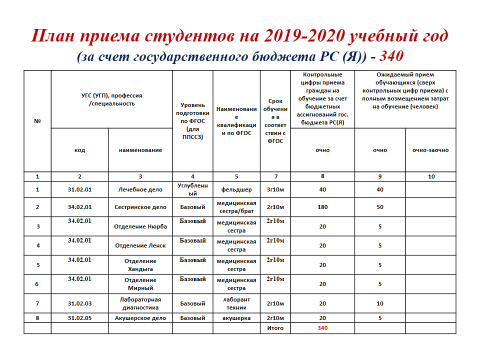 План приема студентов на 2019-2020 учебный год
(за счет государственного бюджета РС (Я)) - 340
№
УГС (УГП), профессия
/специальность
Уровень
подготовки
по ФГОС
(для
ППССЗ)
Наименовани
е
квалификаци
и по ФГОС
Срок
обучени
я в
соответ
ствии с
ФГОС
Контрольные
цифры приема
граждан на
обучение за счет
бюджетных
ассигнований гос.
бюджета РС(Я)
Ожидаемый прием
обучающихся (сверх
контрольных цифр приема) с
полным возмещением затрат
на обучение (человек)
код наименование очно очно очно-заочно
1 2 3 4 5 7 8 9 10
1 31.02.01 Лечебное дело Углубленн
ый фельдшер 3г10м 40 40
2 34.02.01 Сестринское дело Базовый медицинская
сестра/брат 2г10м 180 50
3 34.02.01 Отделение Нюрба Базовый медицинская
сестра 2г10м 20 5
4 34.02.01 Отделение Ленск Базовый медицинская
сестра 2г10м 20 5
5 34.02.01 Отделение
Хандыга Базовый медицинская
сестра 2г10м 20 5
6 34.02.01 Отделение
Мирный Базовый медицинская
сестра 2г10м 20 5
7 31.02.03 Лабораторная
диагностика Базовый лаборант
техник 2г10м 20 10
8 31.02.05 Акушерское дело Базовый акушерка 2г10м 20 5
Итого 340